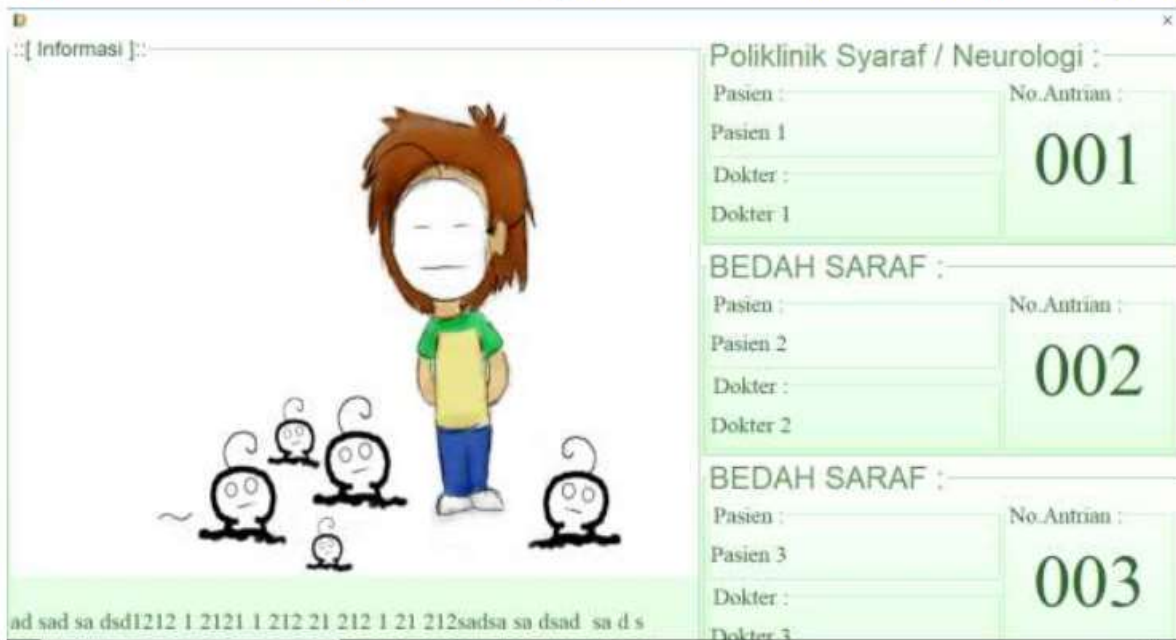 ::[ Informasi ]::
ad sad sa dsd1212 1 2121 1 212 21 212 1 21 212sadsa sa dsad sa d s
Poliklinik Syaraf / Neurologi :
Pasien :
No.Antrian :
Pasien 1
001
Dokter :
Dokter 1
BEDAH SARAF :
Pasien :
No.Antrian :
Pasien 2
002
Dokter :
Dokter 2
BEDAH SARAF :
Pasien :
No.Antrian :
Pasien 3
003
Dokter :
Dokter 3